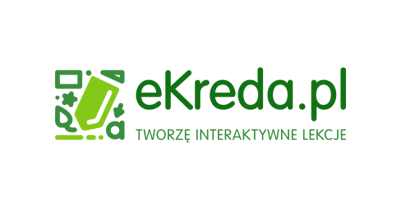 eKreda.pl
TWORZĘ INTERAKTYWNE LEKCJE